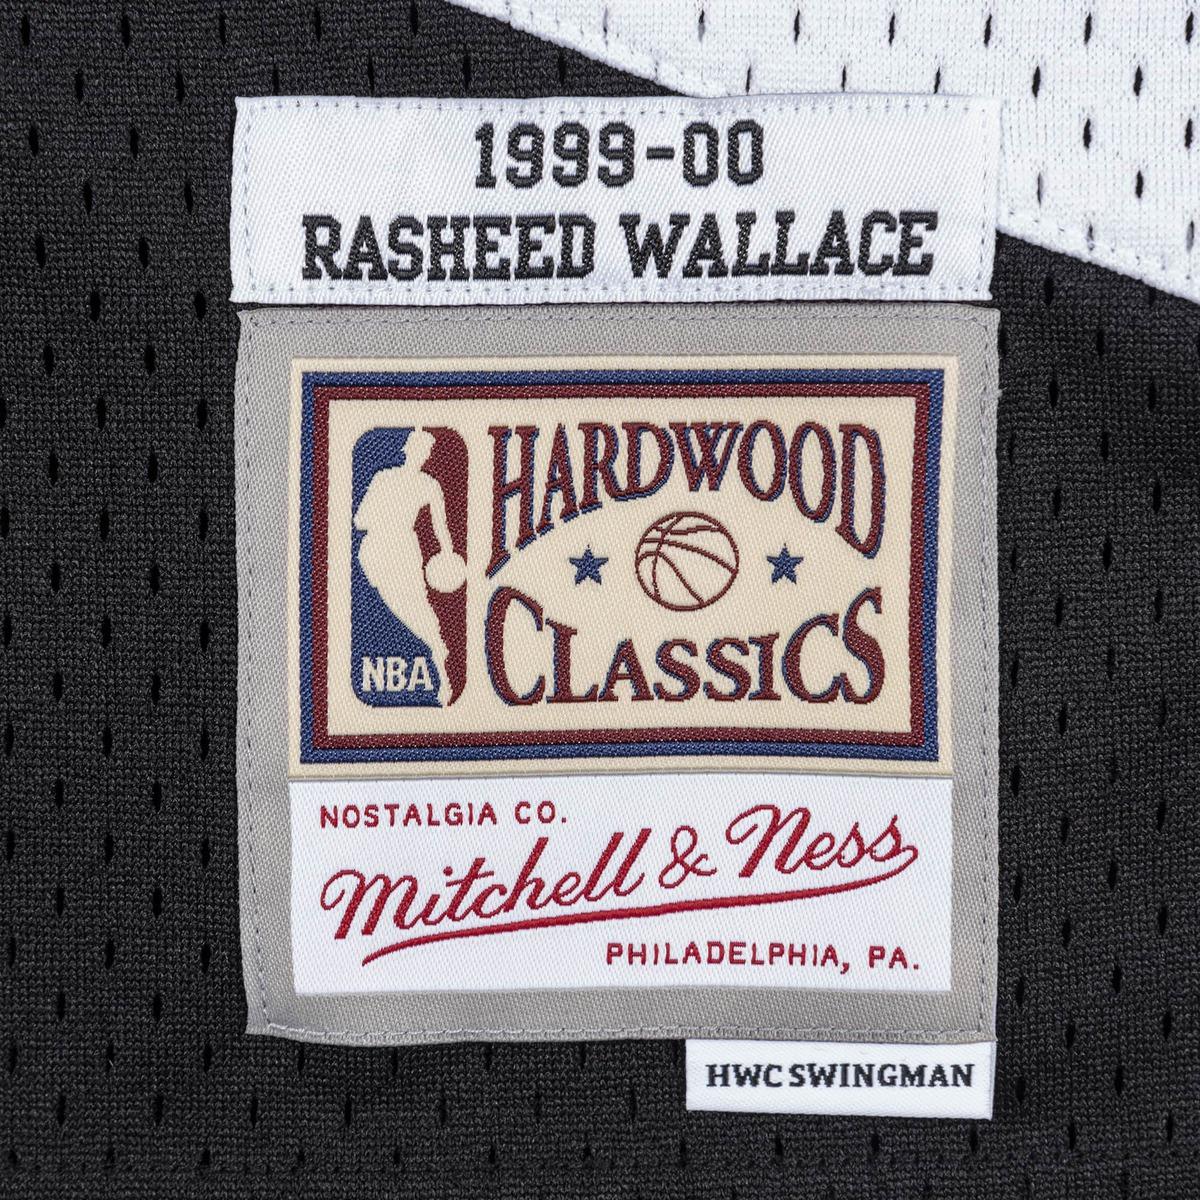 1999-00
RASHEED WALLACE
HARDWOOD
CLASSICS
NBA
NOSTALGIA CO.
Mitchell & Ness
PHILADELPHIA, PA.
HWC SWINGMAN